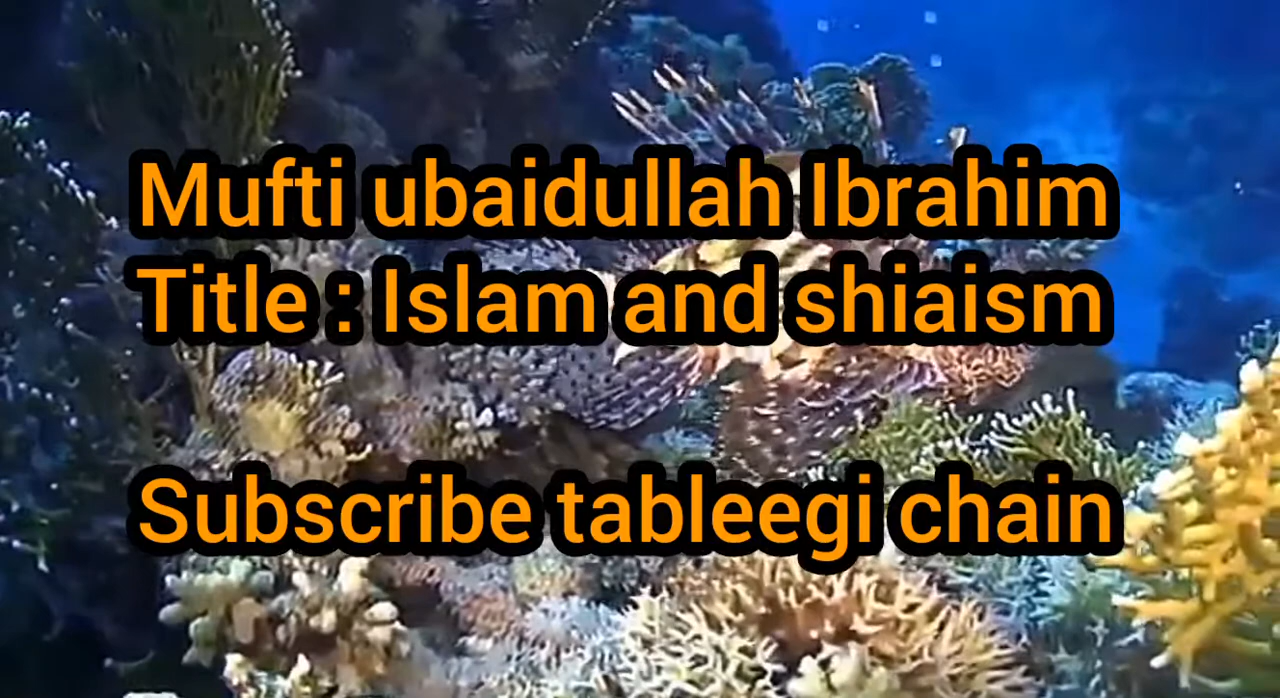 Mufti ubaidullah Ibrahim
Title : Islam and shiaism
Subscribe tableegi chain